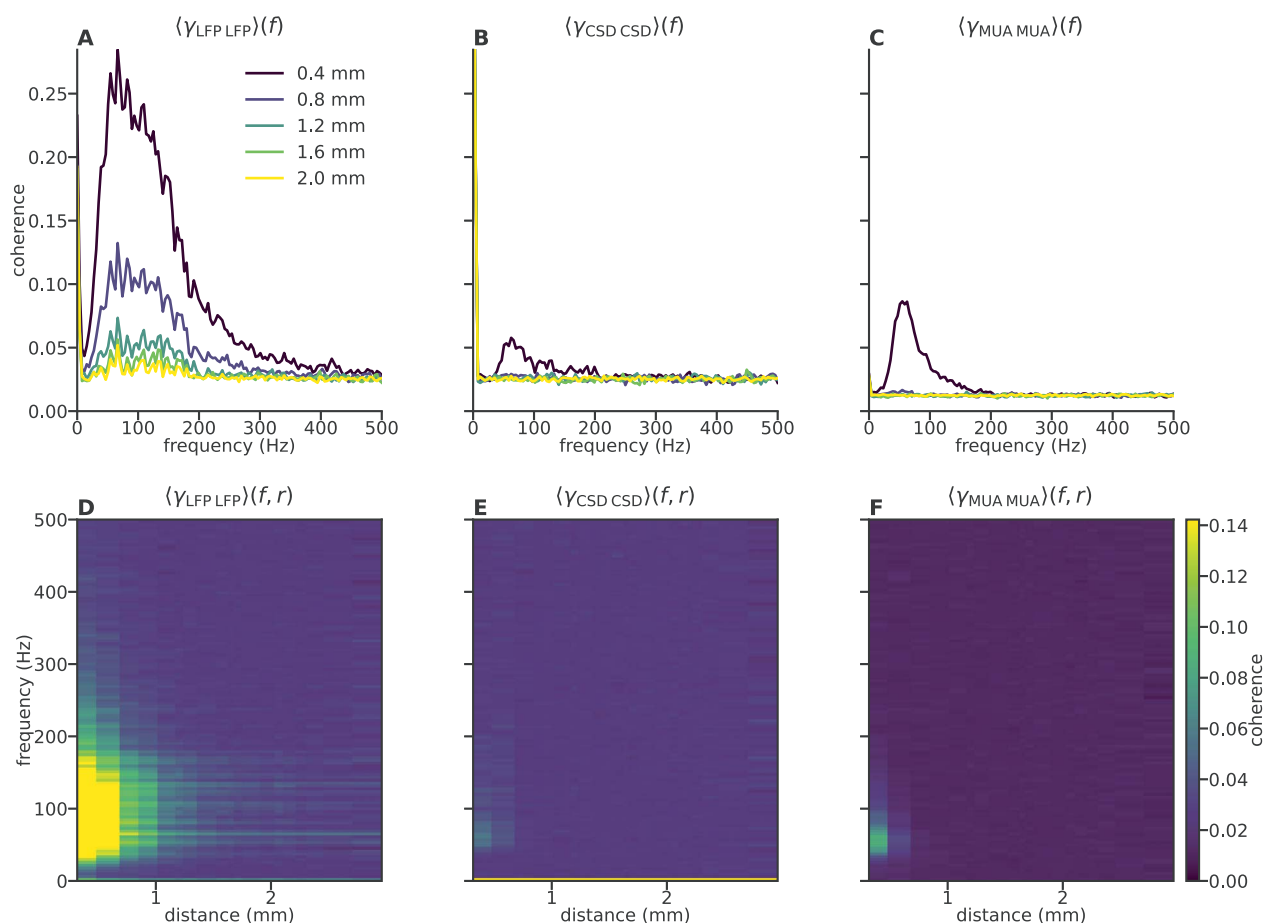 A ⟨γLFP LFP⟩(f)
B ⟨γCSD CSD⟩(f)
C ⟨γMUA MUA⟩(f)
coherence
0.25
0.20
0.15
0.10
0.05
0.00
0.4 mm
0.8 mm
1.2 mm
1.6 mm
2.0 mm
0 100 200 300 400 500
0 100 200 300 400 500
0 100 200 300 400 500
frequency (Hz)
frequency (Hz)
frequency (Hz)
D ⟨γLFP LFP⟩(f, r)
E ⟨γCSD CSD⟩(f, r)
F ⟨γMUA MUA⟩(f, r)
frequency (Hz)
500
400
300
200
100
0
1 2
1 2
1 2
distance (mm)
distance (mm)
distance (mm)
0.14
0.12
0.10
0.08
0.06
0.04
0.02
0.00
coherence